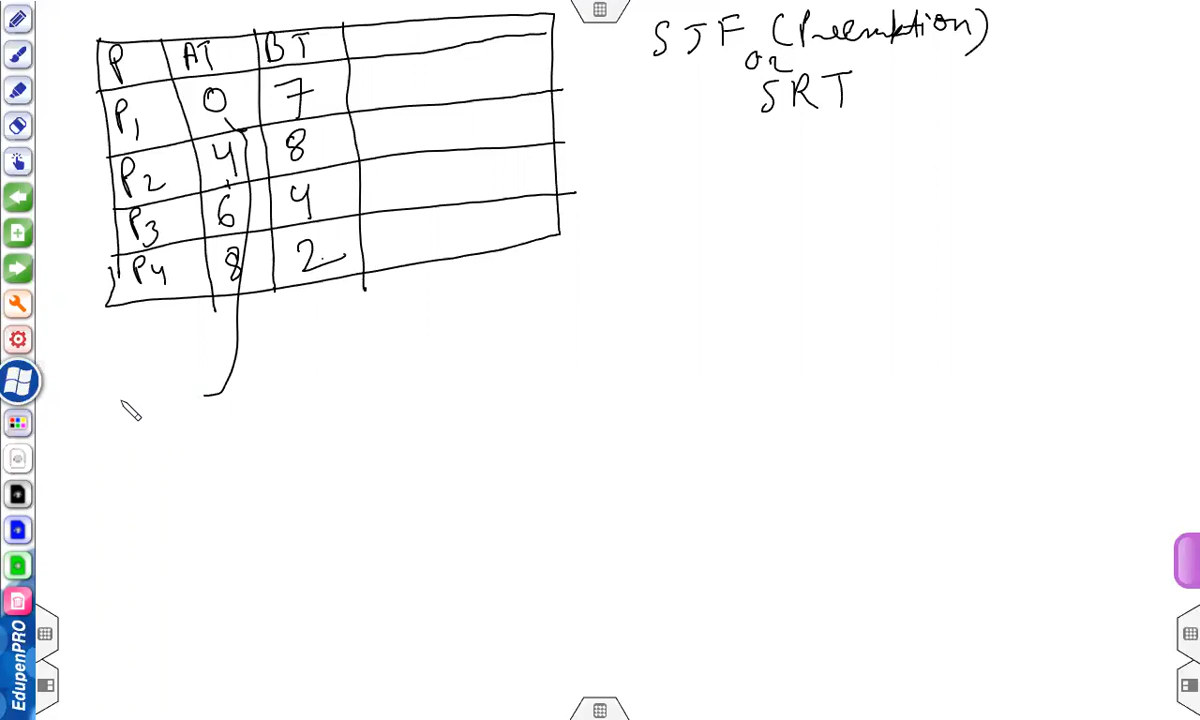 P AT BT
P1 0 7
P2 4 8
P3 6 4
P4 8 2
SJF (Preemption)
or
SRT
EdupenPRO